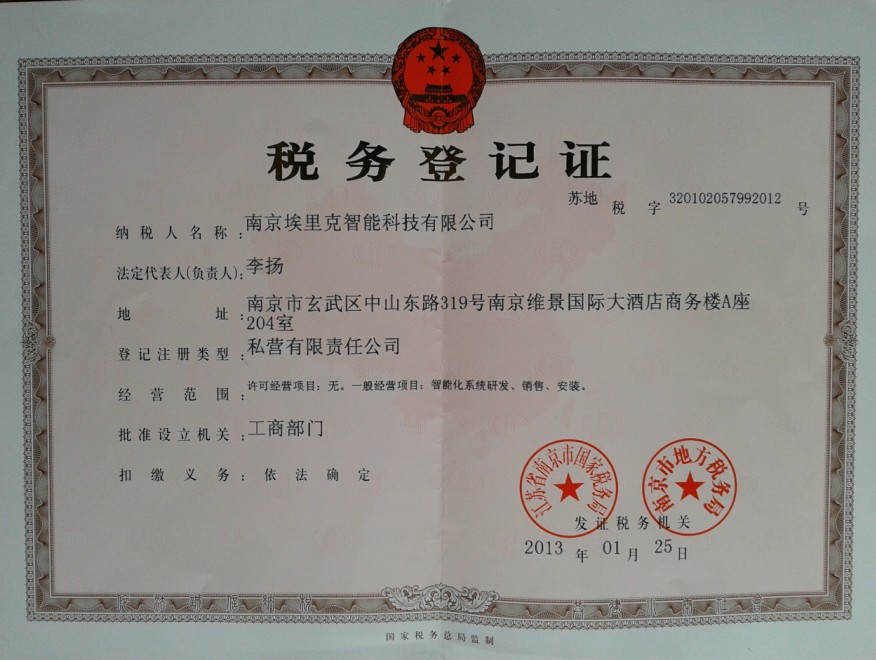 税务登记证
苏地 税 字 320102057992012 号
纳税人名称：南京埃里克智能科技有限公司
法定代表人(负责人)：李扬
地 址：南京市玄武区中山东路319号南京维景国际大酒店商务楼A座
204室
登记注册类型：私营有限责任公司
经营范围：许可经营项目：无。一般经营项目：智能化系统研发、销售、安装。
批准设立机关：工商部门
扣缴义务：依法确定
江苏省南京市国家税务局
南京市地方税务局
发证税务机关
2013 年 01 月 25 日
国家税务总局监制